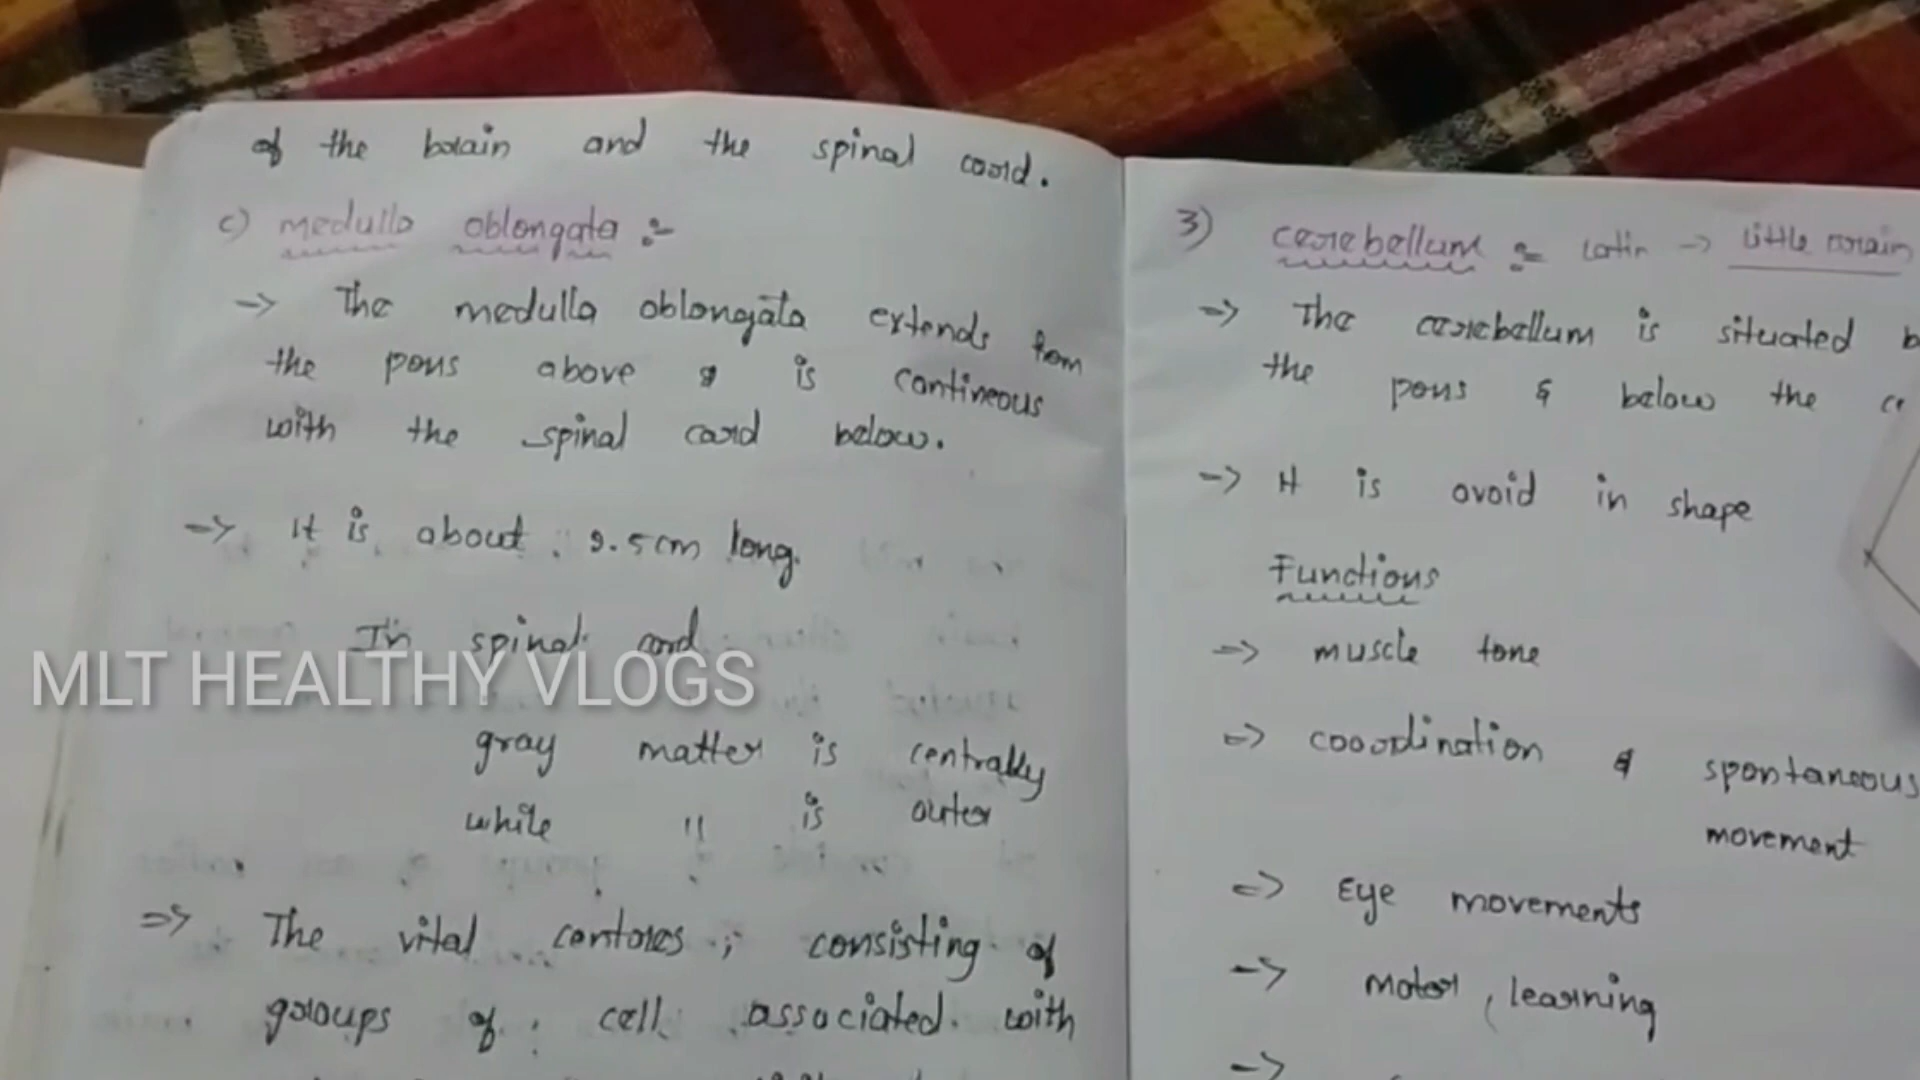 of the brain and the spinal cord.
c) medulla oblongata :-
-> The medulla oblongata extends from
the pons above & is contineous
with the spinal cord below.
-> It is about 2.5cm long.
In spinal cord
MLT HEALTHY VLOGS
gray matter is centrally
while " is outer
=> The vital centores ; consisting of
groups of cell associated with
3) cerebellum :- Latin -> Little brain
-> The cerebellum is situated b
the pons & below the ce
-> It is ovoid in shape
Functions
=> muscle tone
=> cooordination & spontaneous
movement
=> Eye movements
-> motor, learning
->